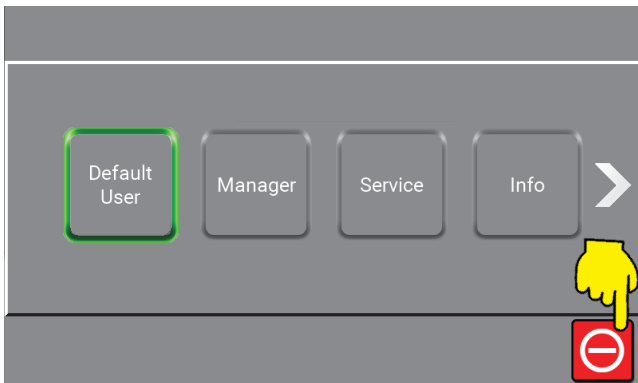 Default
User
Manager
Service
Info